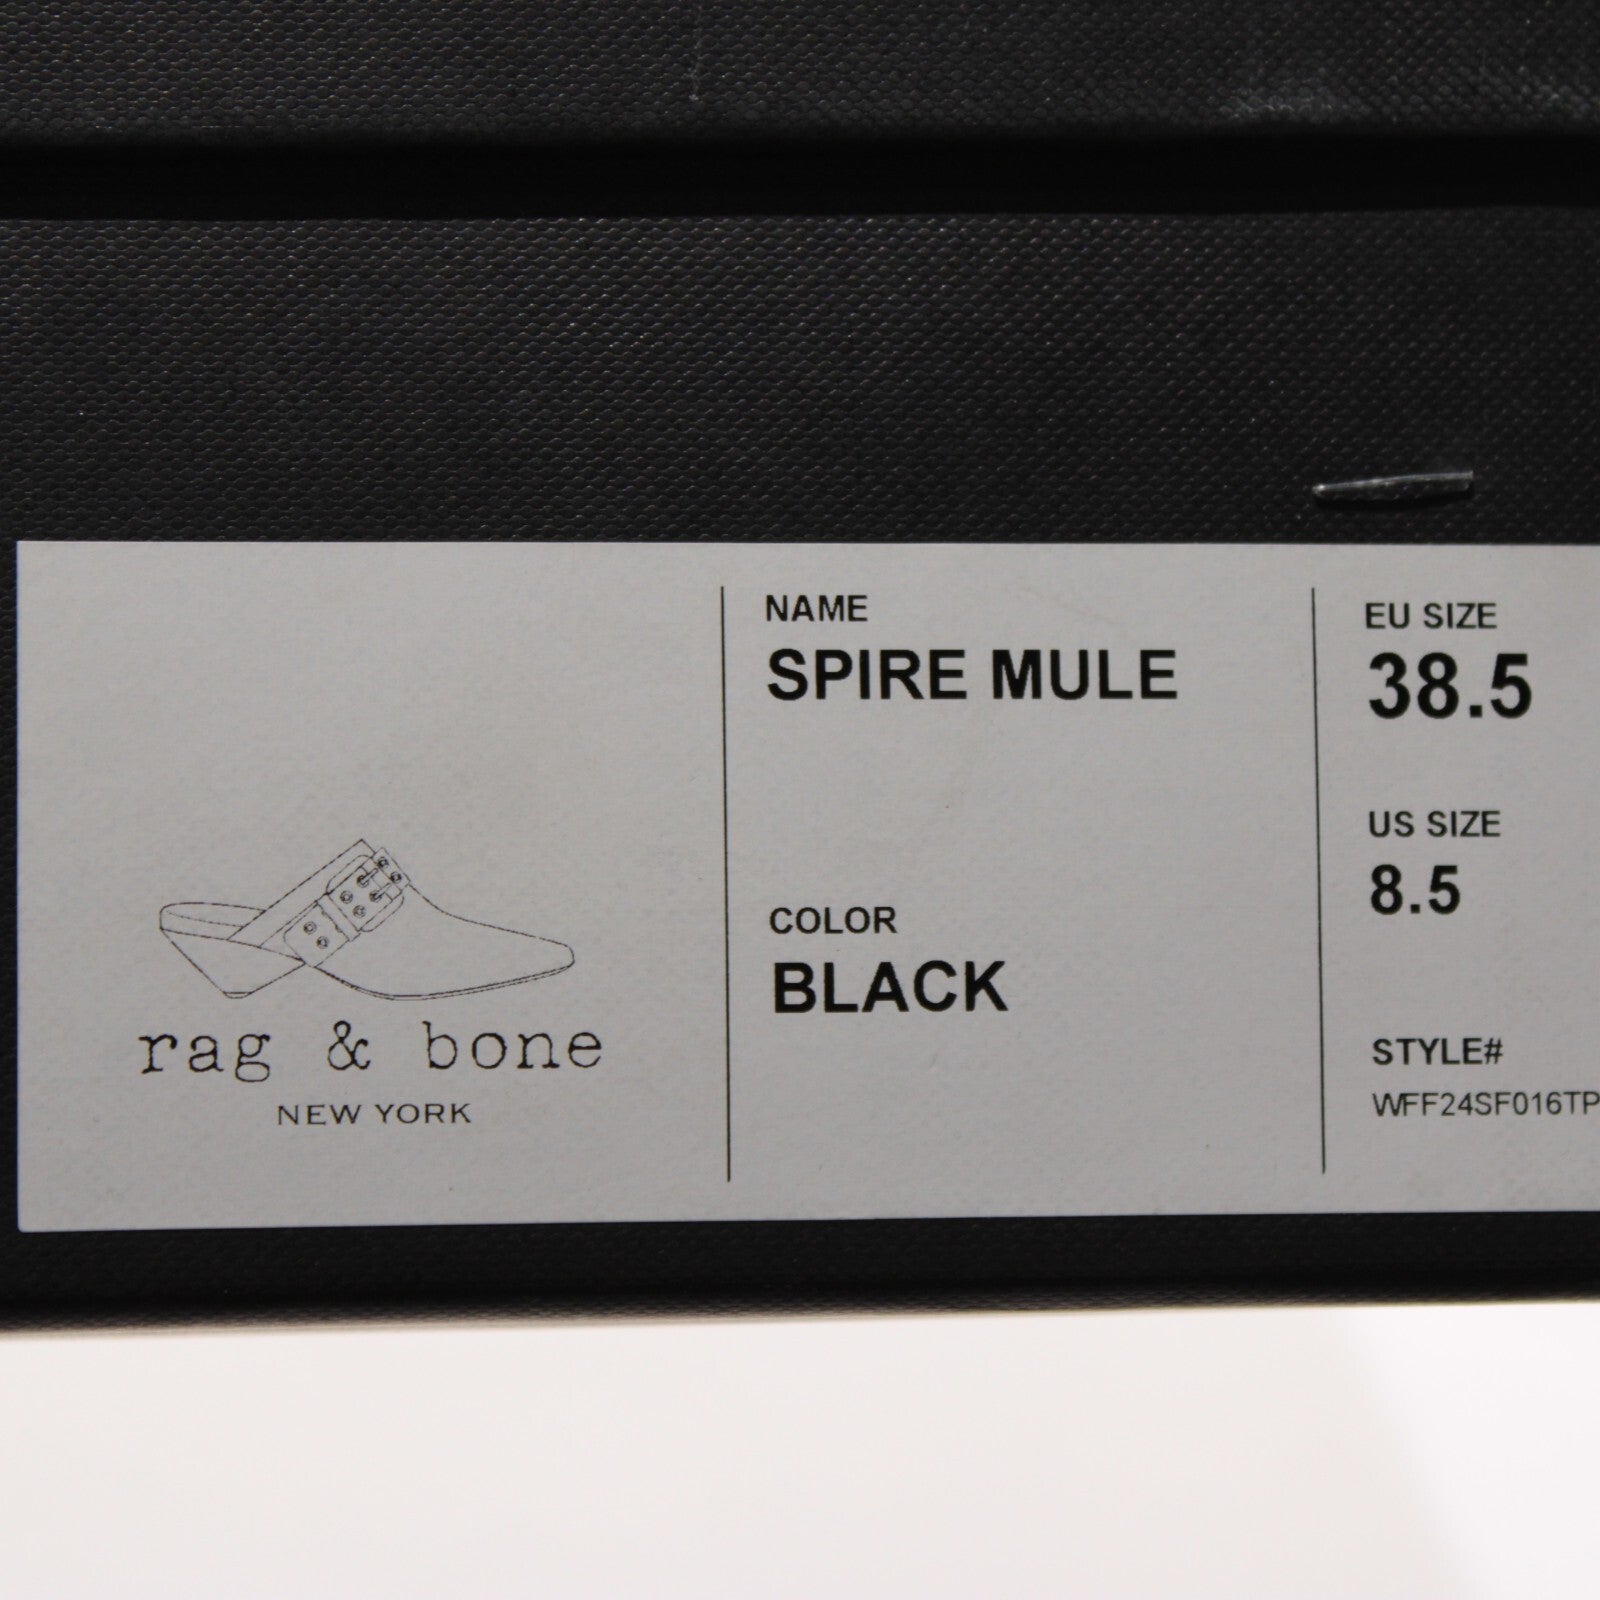 rag & bone
NEW YORK
NAME
SPIRE MULE
COLOR
BLACK
EU SIZE
38.5
US SIZE
8.5
STYLE#
WFF24SF016TP